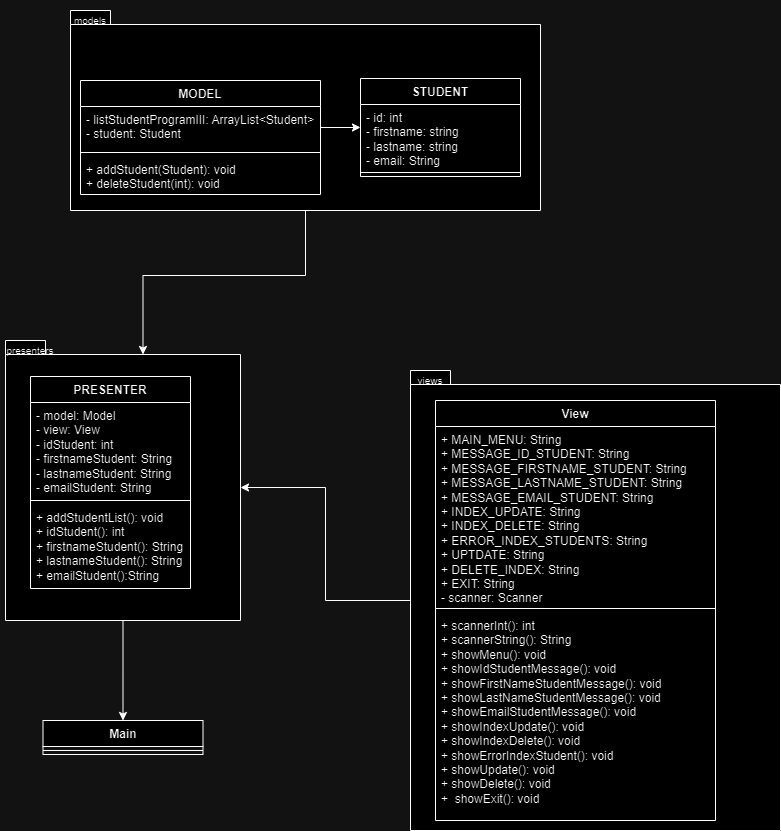 models
MODEL
- listStudentProgramIII: ArrayList<Student>
- student: Student
+ addStudent(Student): void
+ deleteStudent(int): void
STUDENT
- id: int
- firstname: string
- lastname: string
- email: String
presenters
PRESENTER
- model: Model
- view: View
- idStudent: int
- firstnameStudent: String
- lastnameStudent: String
- emailStudent: String
+ addStudentList(): void
+ idStudent(): int
+ firstnameStudent(): String
+ lastnameStudent(): String
+ emailStudent():String
views
View
+ MAIN_MENU: String
+ MESSAGE_ID_STUDENT: String
+ MESSAGE_FIRSTNAME_STUDENT: String
+ MESSAGE_LASTNAME_STUDENT: String
+ MESSAGE_EMAIL_STUDENT: String
+ INDEX_UPDATE: String
+ INDEX_DELETE: String
+ ERROR_INDEX_STUDENTS: String
+ UPTDATE: String
+ DELETE_INDEX: String
+ EXIT: String
- scanner: Scanner
+ scannerInt(): int
+ scannerString(): String
+ showMenu(): void
+ showIdStudentMessage(): void
+ showFirstNameStudentMessage(): void
+ showLastNameStudentMessage(): void
+ showEmailStudentMessage(): void
+ showIndexUpdate(): void
+ showIndexDelete(): void
+ showErrorIndexStudent(): void
+ showUpdate(): void
+ showDelete(): void
+ showExit(): void
Main